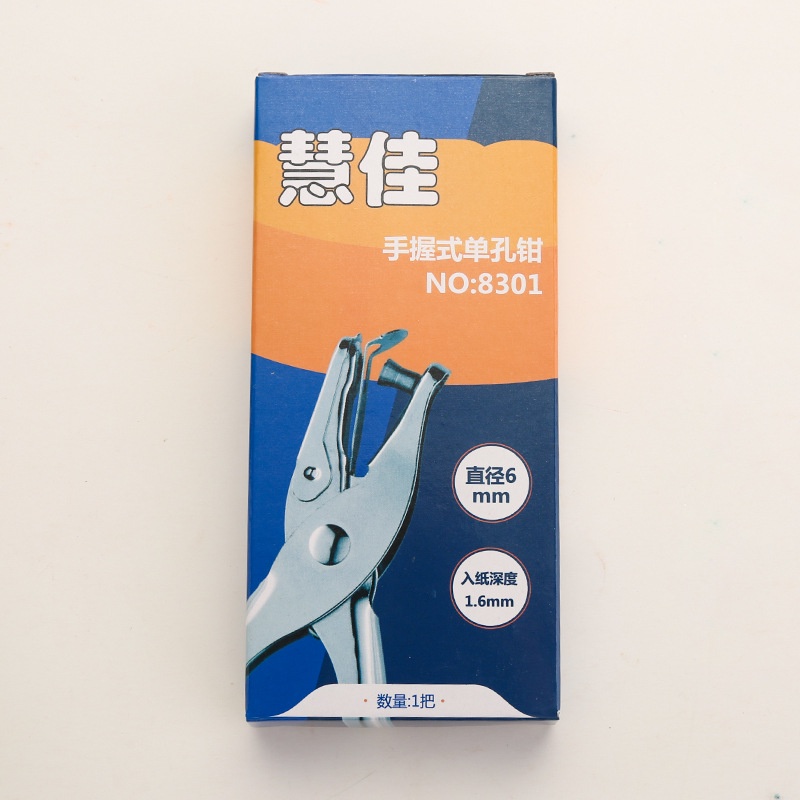 慧佳
手握式单孔钳
NO:8301
直径6
mm
入纸深度
1.6mm
数量:1把